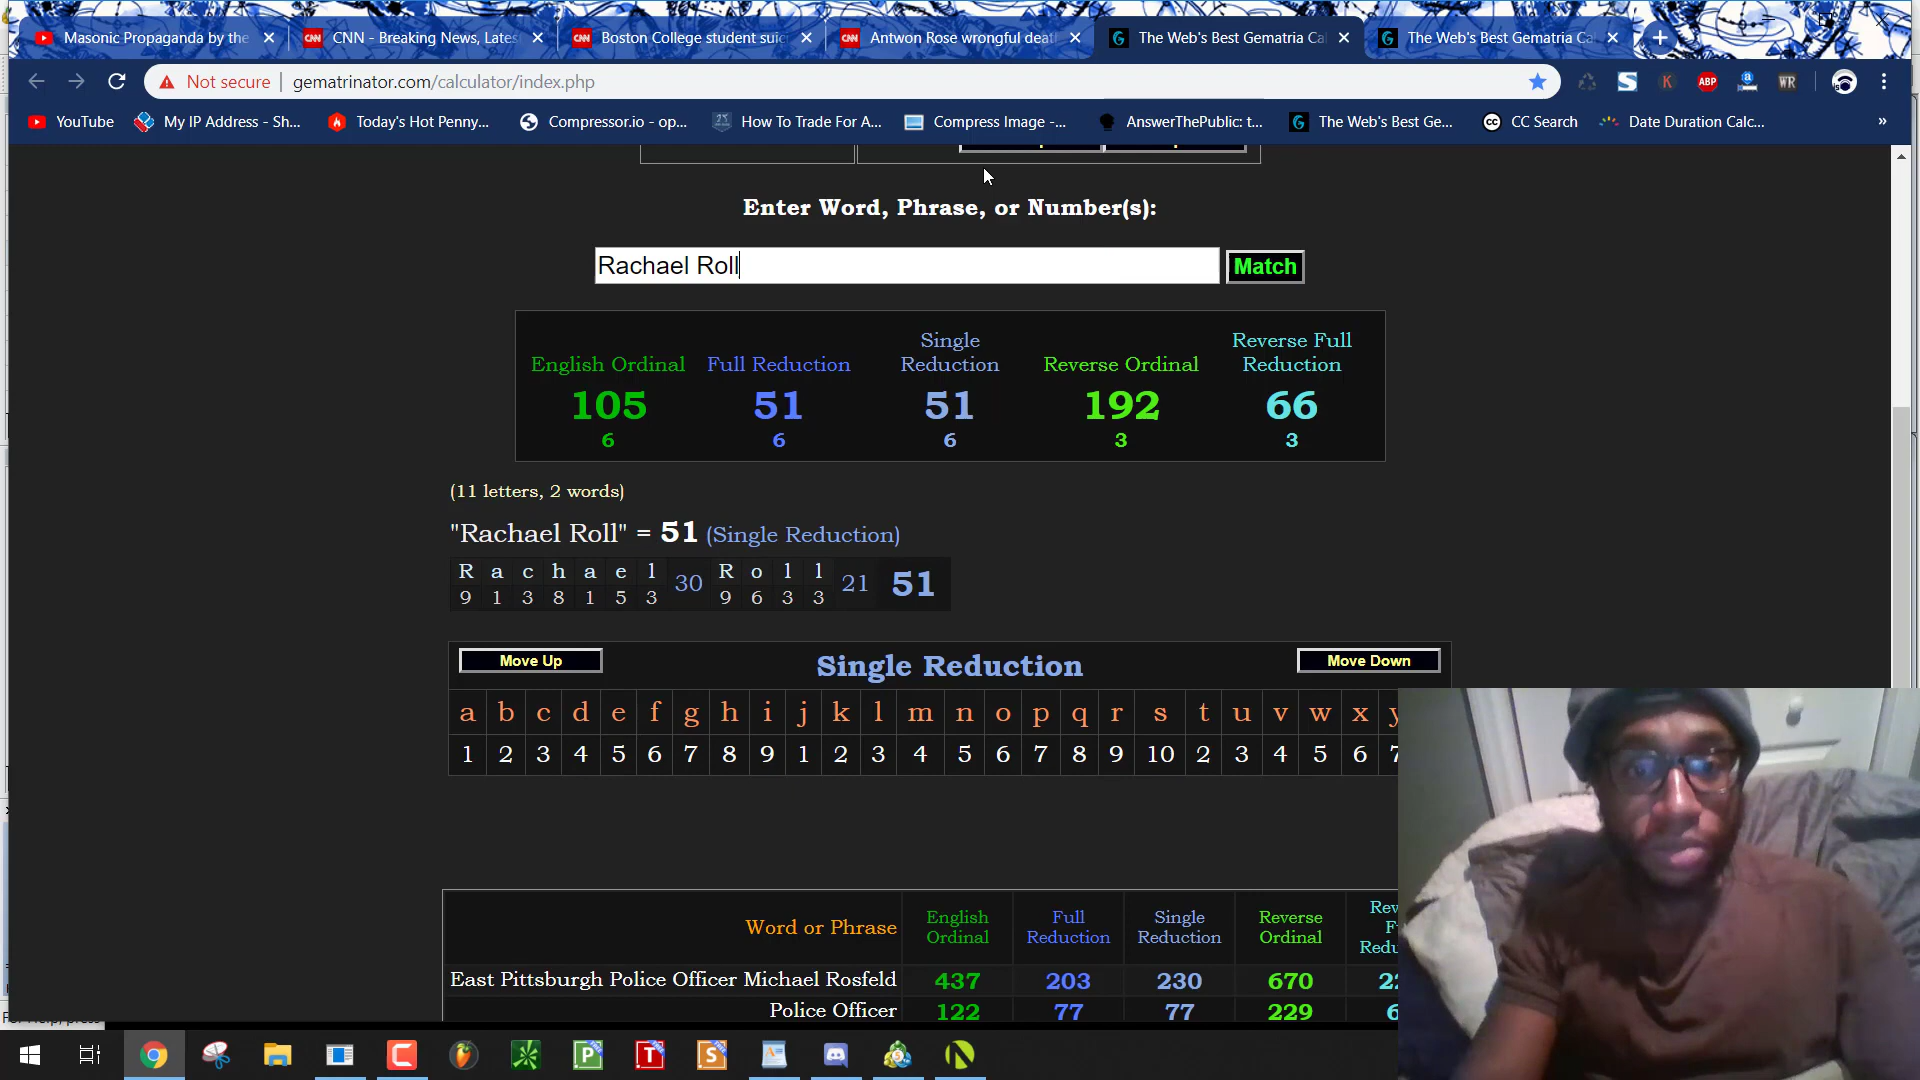 Masonic Propaganda by the
CNN - Breaking News, Lates
Boston College student suic
Antwon Rose wrongful deat
The Web's Best Gematria Ca
The Web's Best Gematria Ca
Not secure | gematrinator.com/calculator/index.php
ABP
WR
YouTube
My IP Address - Sh...
Today's Hot Penny...
Compressor.io - op...
How To Trade For A...
Compress Image -...
AnswerThePublic: t...
The Web's Best Ge...
CC Search
Date Duration Calc...
»
Enter Word, Phrase, or Number(s):
Rachael Roll
Match
English Ordinal Full Reduction Single Reduction Reverse Ordinal Reverse Full Reduction
105 51 51 192 66
6 6 6 3 3
(11 letters, 2 words)
"Rachael Roll" = 51 (Single Reduction)
R a c h a e l 30 R o l l 21 51
9 1 3 8 1 5 3 9 6 3 3
Move Up
Single Reduction
Move Down
a b c d e f g h i j k l m n o p q r s t u v w x y
1 2 3 4 5 6 7 8 9 1 2 3 4 5 6 7 8 9 10 2 3 4 5 6 7
Word or Phrase English Ordinal Full Reduction Single Reduction Reverse Ordinal
East Pittsburgh Police Officer Michael Rosfeld 437 203 230 670
Police Officer 122 77 77 229